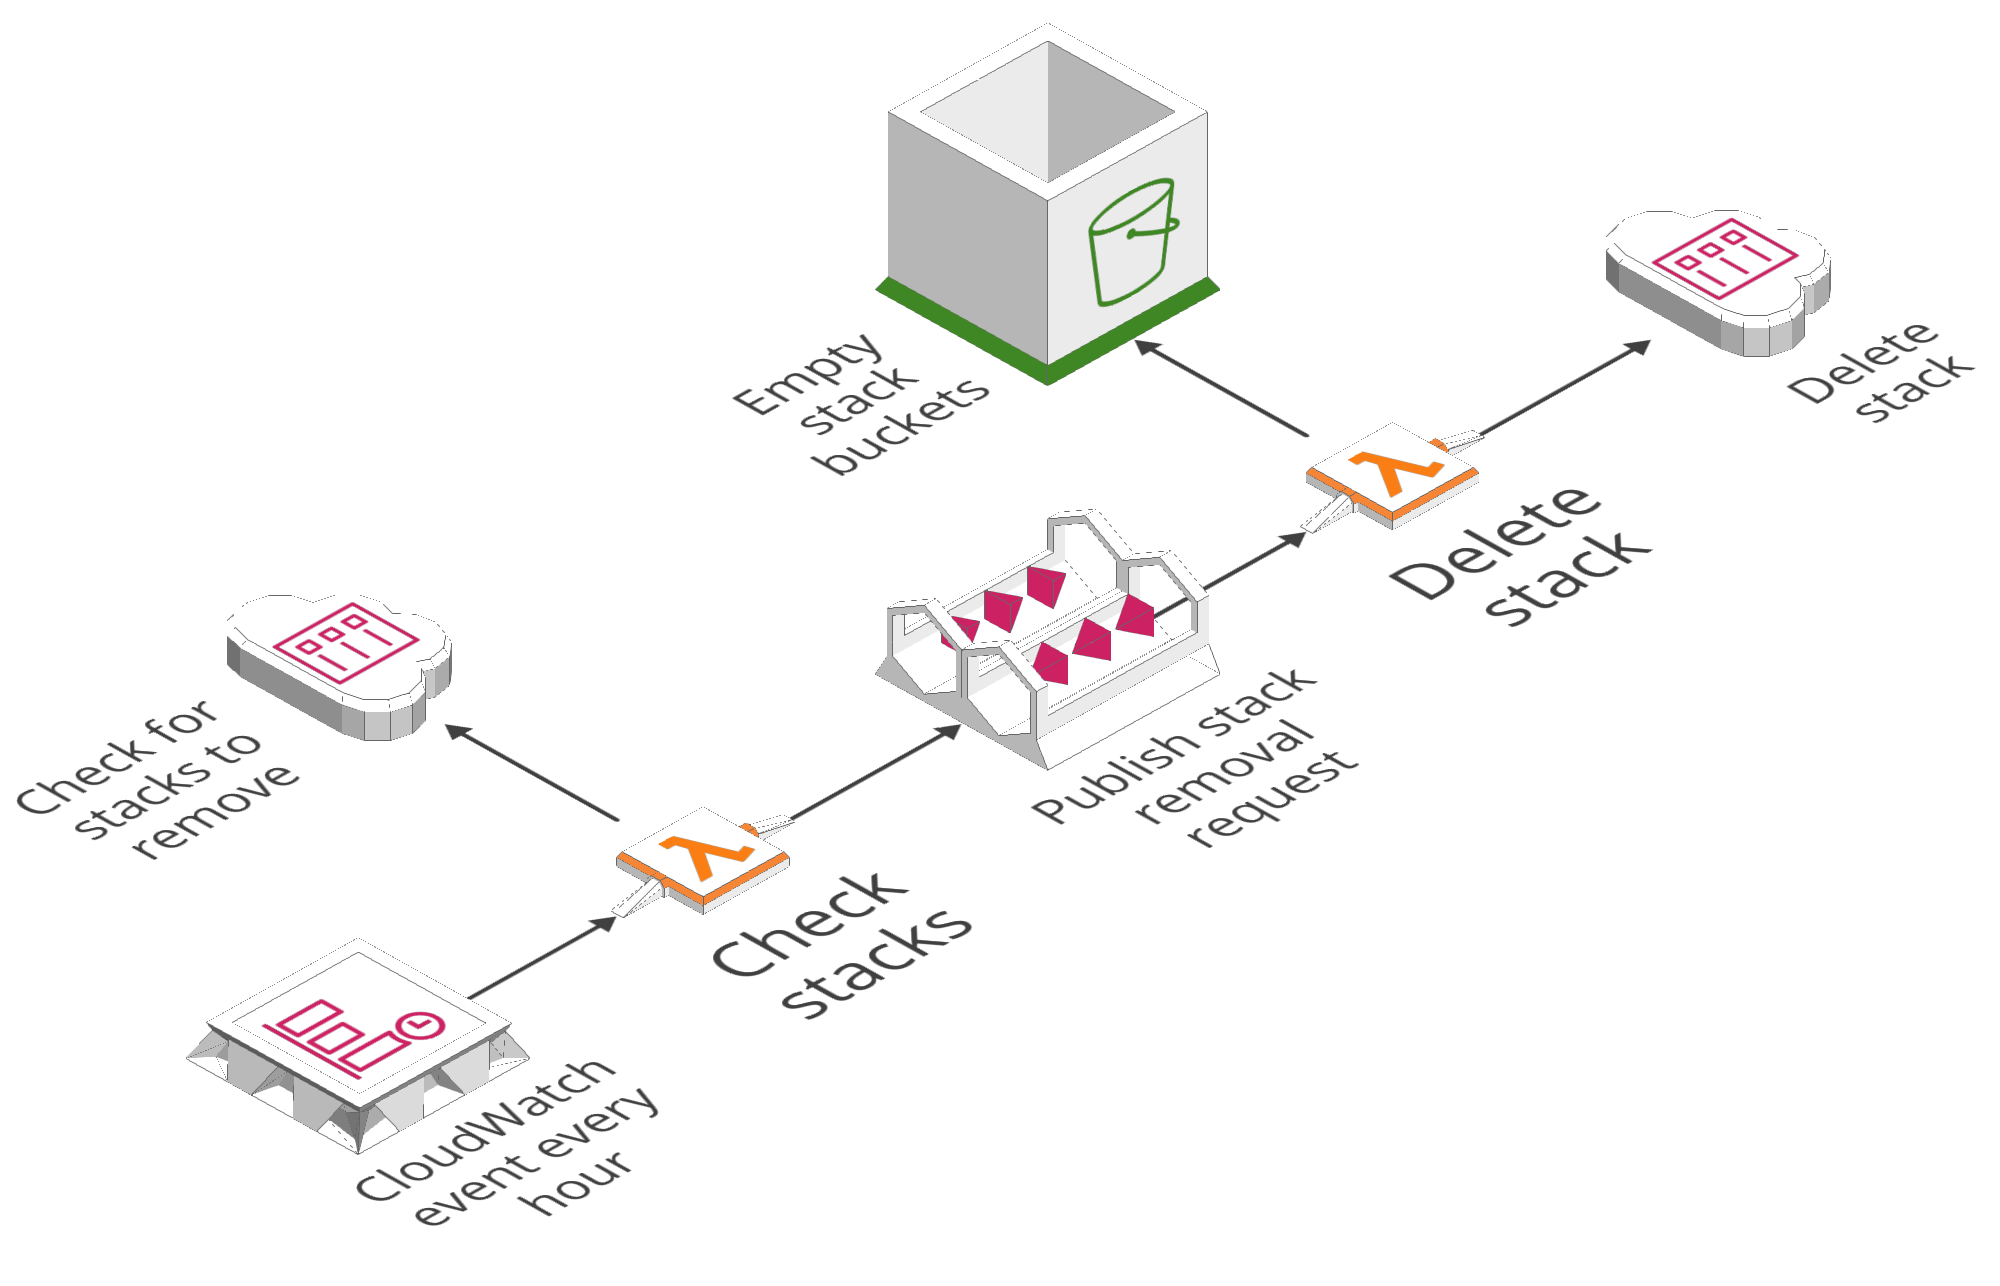 Empty
stack
buckets
Delete
stack
Delete
stack
Check for
stacks to
remove
Publish stack
removal
request
Check
stacks
CloudWatch
event every
hour